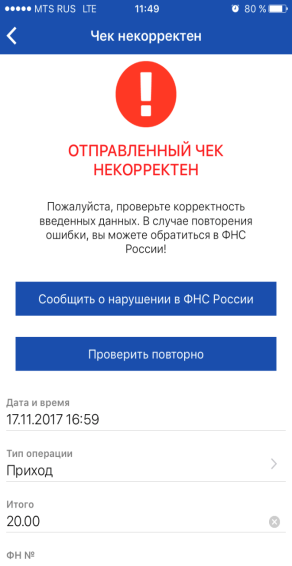 MTS RUS LTE 11:49 80 %
Чек некорректен
ОТПРАВЛЕННЫЙ ЧЕК
НЕКОРРЕКТЕН
Пожалуйста, проверьте корректность
введенных данных. В случае повторения
ошибки, вы можете обратиться в ФНС
России!
Сообщить о нарушении в ФНС России
Проверить повторно
Дата и время
17.11.2017 16:59
Тип операции
Приход
Итого
20.00
ФН №